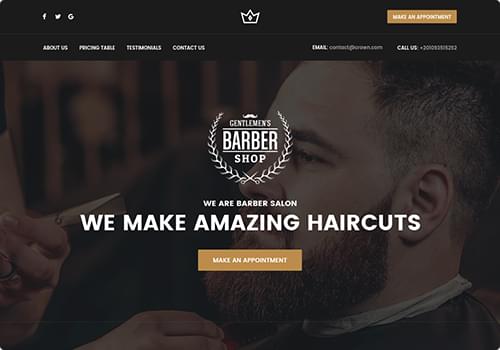 MAKE AN APPOINTMENT
ABOUT US PRICING TABLE TESTIMONIALS CONTACT US
EMAIL: contact@crown.com CALL US: +201093515252
GENTLEMEN'S
BARBER
SHOP
WE ARE BARBER SALON
WE MAKE AMAZING HAIRCUTS
MAKE AN APPOINTMENT